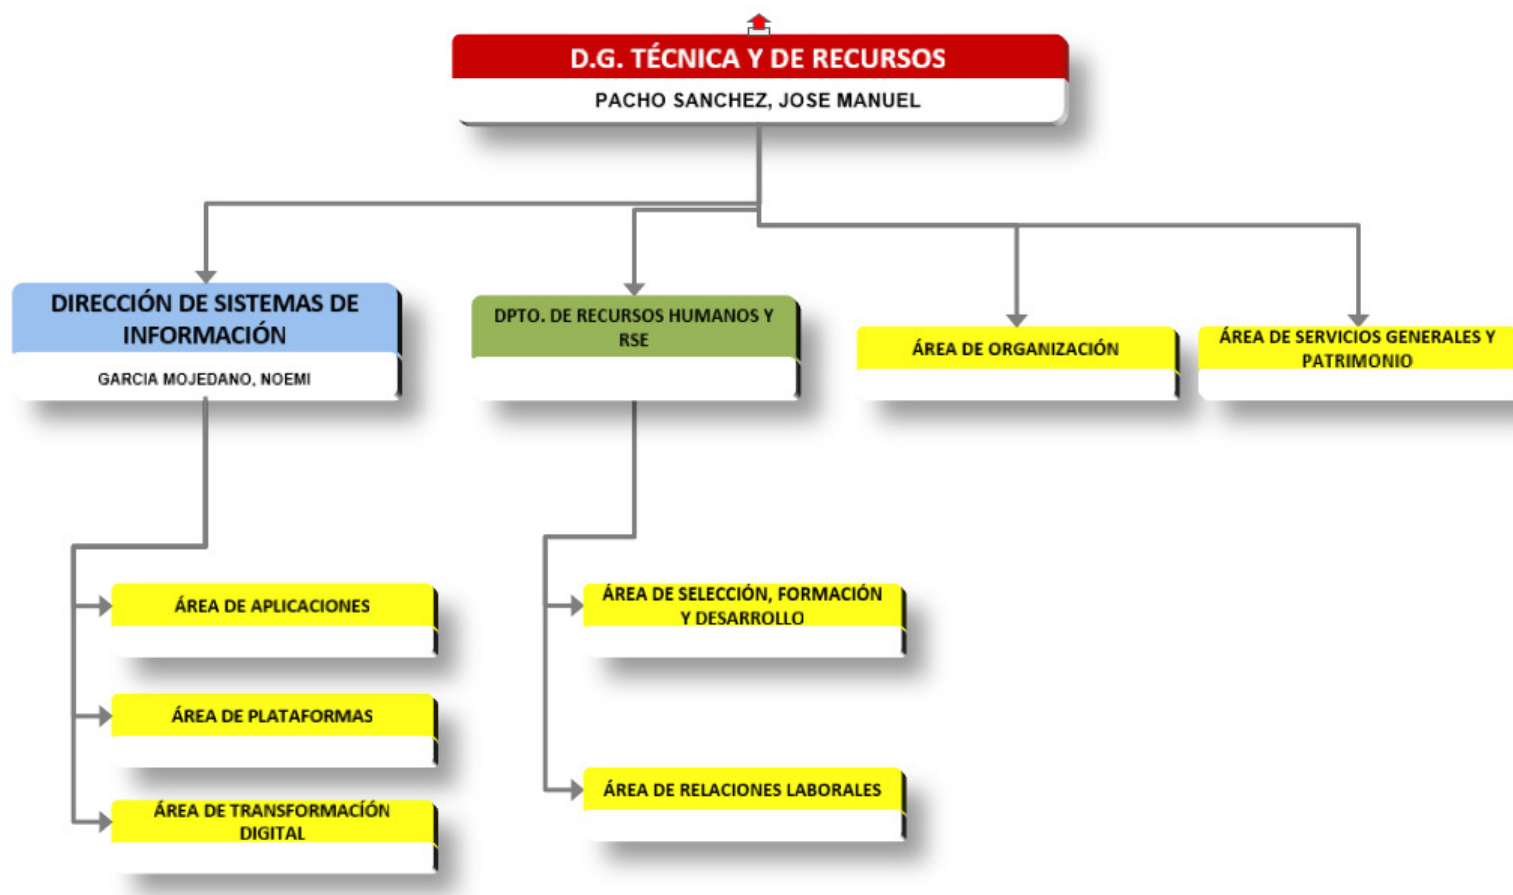 D.G. TÉCNICA Y DE RECURSOS
PACHO SANCHEZ, JOSE MANUEL
DIRECCIÓN DE SISTEMAS DE
INFORMACIÓN
GARCIA MOJEDANO, NOEMI
DPTO. DE RECURSOS HUMANOS Y
RSE
ÁREA DE ORGANIZACIÓN
ÁREA DE SERVICIOS GENERALES Y
PATRIMONIO
ÁREA DE APLICACIONES
ÁREA DE PLATAFORMAS
ÁREA DE TRANSFORMACÍÓN
DIGITAL
ÁREA DE SELECCIÓN, FORMACIÓN
Y DESARROLLO
ÁREA DE RELACIONES LABORALES